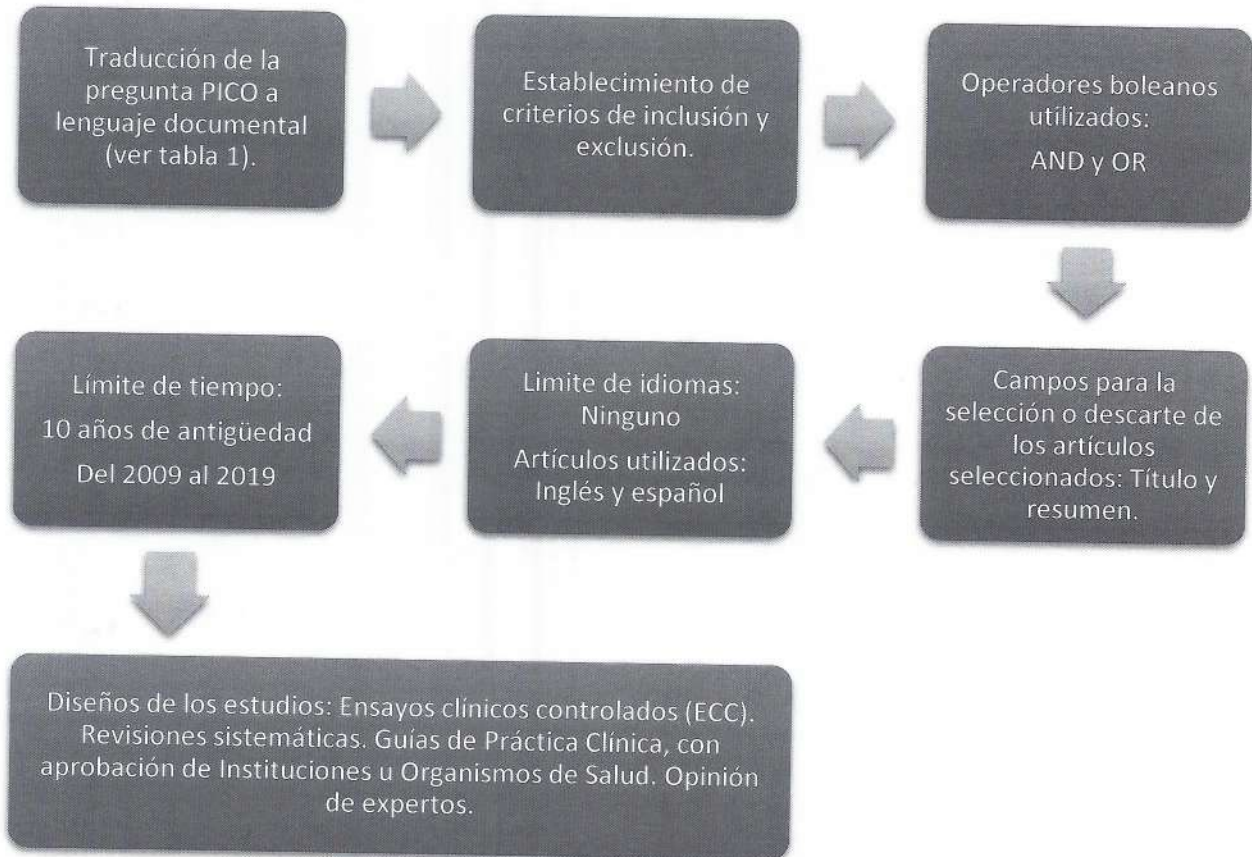 Traducción de la
pregunta PICO a
lenguaje documental
(ver tabla 1).
Establecimiento de
criterios de inclusión y
exclusión.
Operadores boleanos
utilizados:
AND y OR
Campos para la
selección o descarte de
los artículos
seleccionados: Título y
resumen.
Limite de idiomas:
Ninguno
Artículos utilizados:
Inglés y español
Límite de tiempo:
10 años de antigüedad
Del 2009 al 2019
Diseños de los estudios: Ensayos clínicos controlados (ECC).
Revisiones sistemáticas. Guías de Práctica Clínica, con
aprobación de Instituciones u Organismos de Salud. Opinión
de expertos.